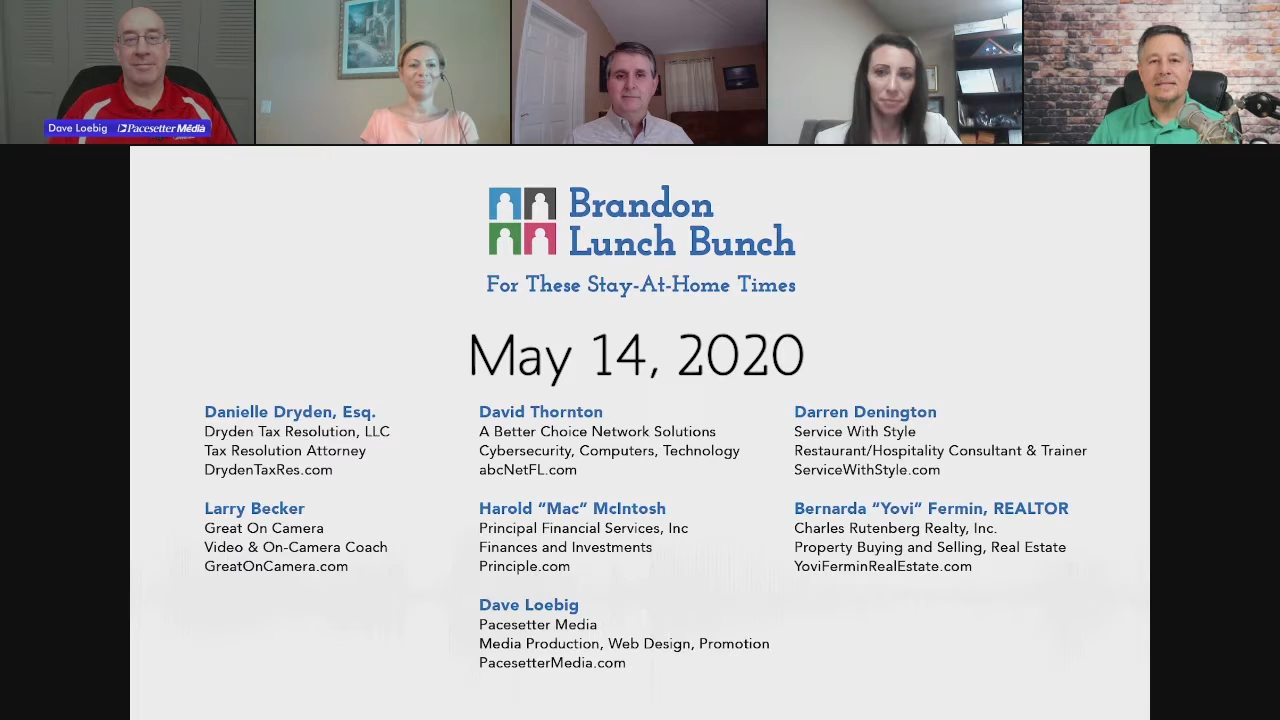 Dave Loebig Pacesetter Media
Brandon
Lunch Bunch
For These Stay-At-Home Times
May 14, 2020
Danielle Dryden, Esq.
Dryden Tax Resolution, LLC
Tax Resolution Attorney
DrydenTaxRes.com
David Thornton
A Better Choice Network Solutions
Cybersecurity, Computers, Technology
abcNetFL.com
Darren Denington
Service With Style
Restaurant/Hospitality Consultant & Trainer
ServiceWithStyle.com
Larry Becker
Great On Camera
Video & On-Camera Coach
GreatOnCamera.com
Harold “Mac” McIntosh
Principal Financial Services, Inc
Finances and Investments
Principle.com
Bernarda “Yovi” Fermin, REALTOR
Charles Rutenberg Realty, Inc.
Property Buying and Selling, Real Estate
YoviFerminRealEstate.com
Dave Loebig
Pacesetter Media
Media Production, Web Design, Promotion
PacesetterMedia.com